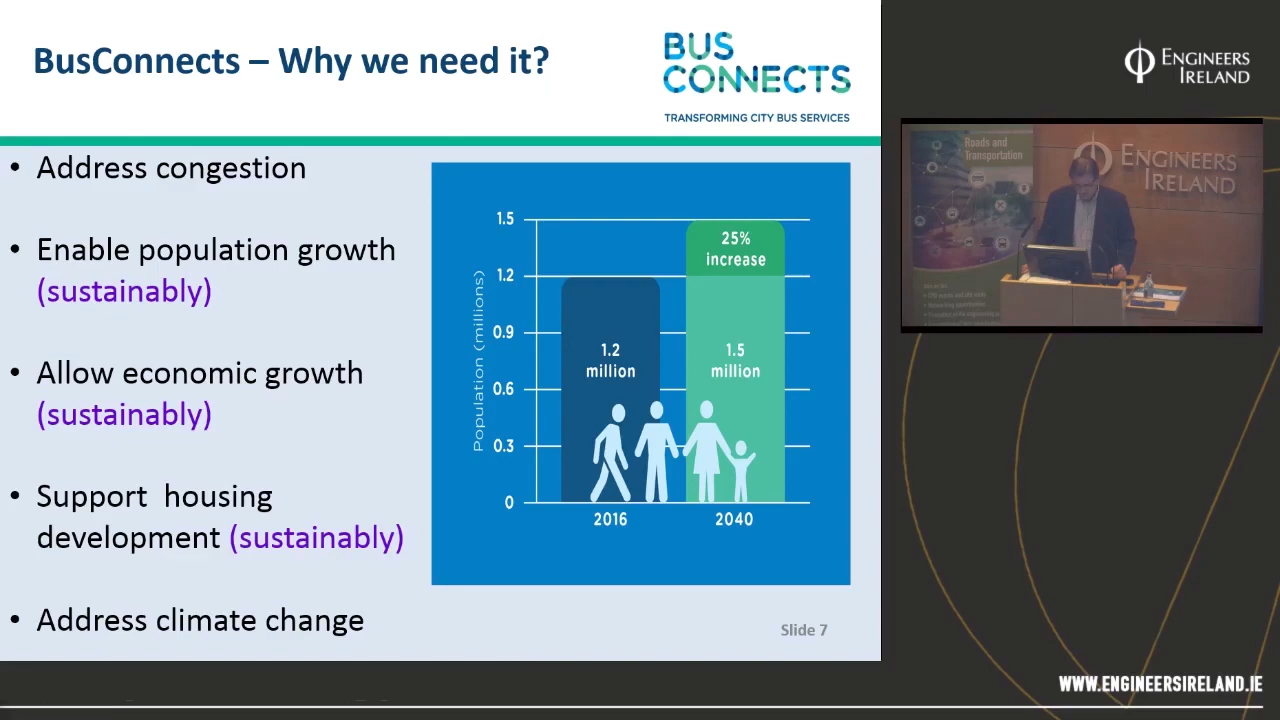 BusConnects – Why we need it?
BUS
CONNECTS
TRANSFORMING CITY BUS SERVICES
• Address congestion
• Enable population growth
(sustainably)
• Allow economic growth
(sustainably)
• Support housing
development (sustainably)
• Address climate change
Population (millions)
1.5
1.2
0.9
0.6
0.3
0
25%
increase
1.2
million
1.5
million
2016
2040
Slide 7
ENGINEERS
IRELAND
Roads and
Transportation
ENGINEERS
IRELAND
WWW.ENGINEERSIRELAND.IE